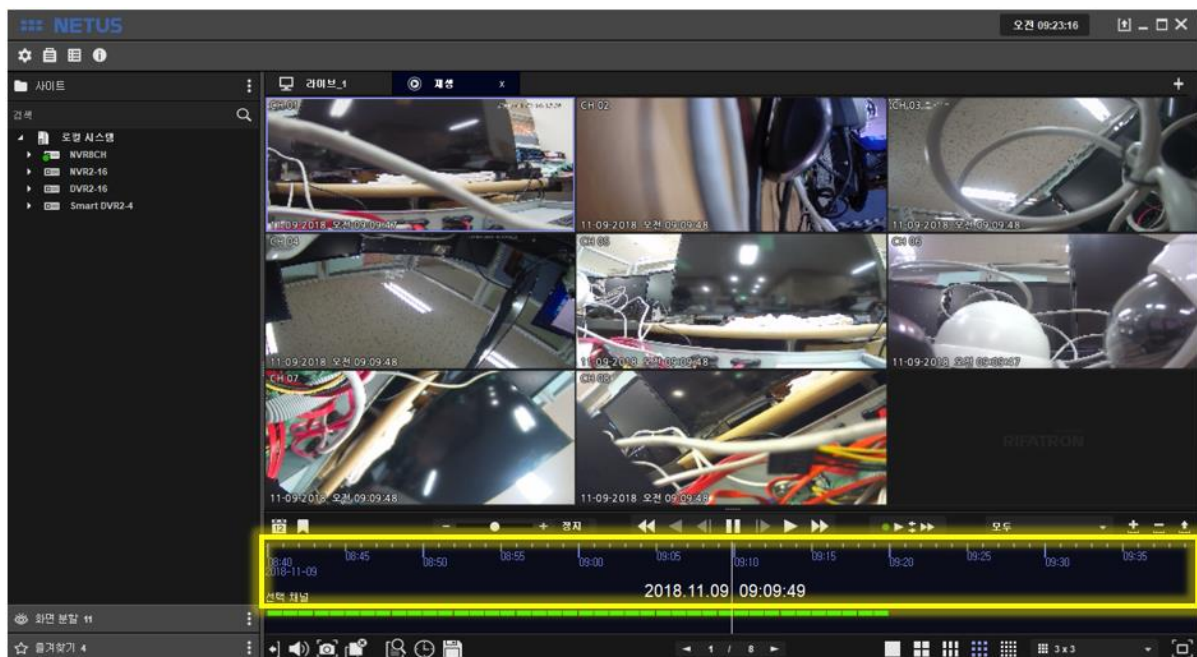 NETUS
오전 09:23:16
사이트
라이브_1
재생
x
검색
로컬 시스템
NVR8CH
NVR2-16
DVR2-16
Smart DVR2-4
CH 01
11-09-2018 오전 09:09:47
CH 02
11-09-2018 오전 09:09:48
CH 03
11-09-2018 오전 09:09:48
CH 04
11-09-2018 오전 09:09:48
CH 05
11-09-2018 오전 09:09:48
CH 06
11-09-2018 오전 09:09:47
CH 07
11-09-2018 오전 09:09:48
CH 08
11-09-2018 오전 09:09:48
RIFATRON
12
정지
모두
08:40 08:45 08:50 08:55 09:00 09:05 09:10 09:15 09:20 09:25 09:30 09:35
2018-11-09
2018.11.09 09:09:49
선택 채널
화면 분할 11
즐겨찾기 4
1 / 8
3 x 3